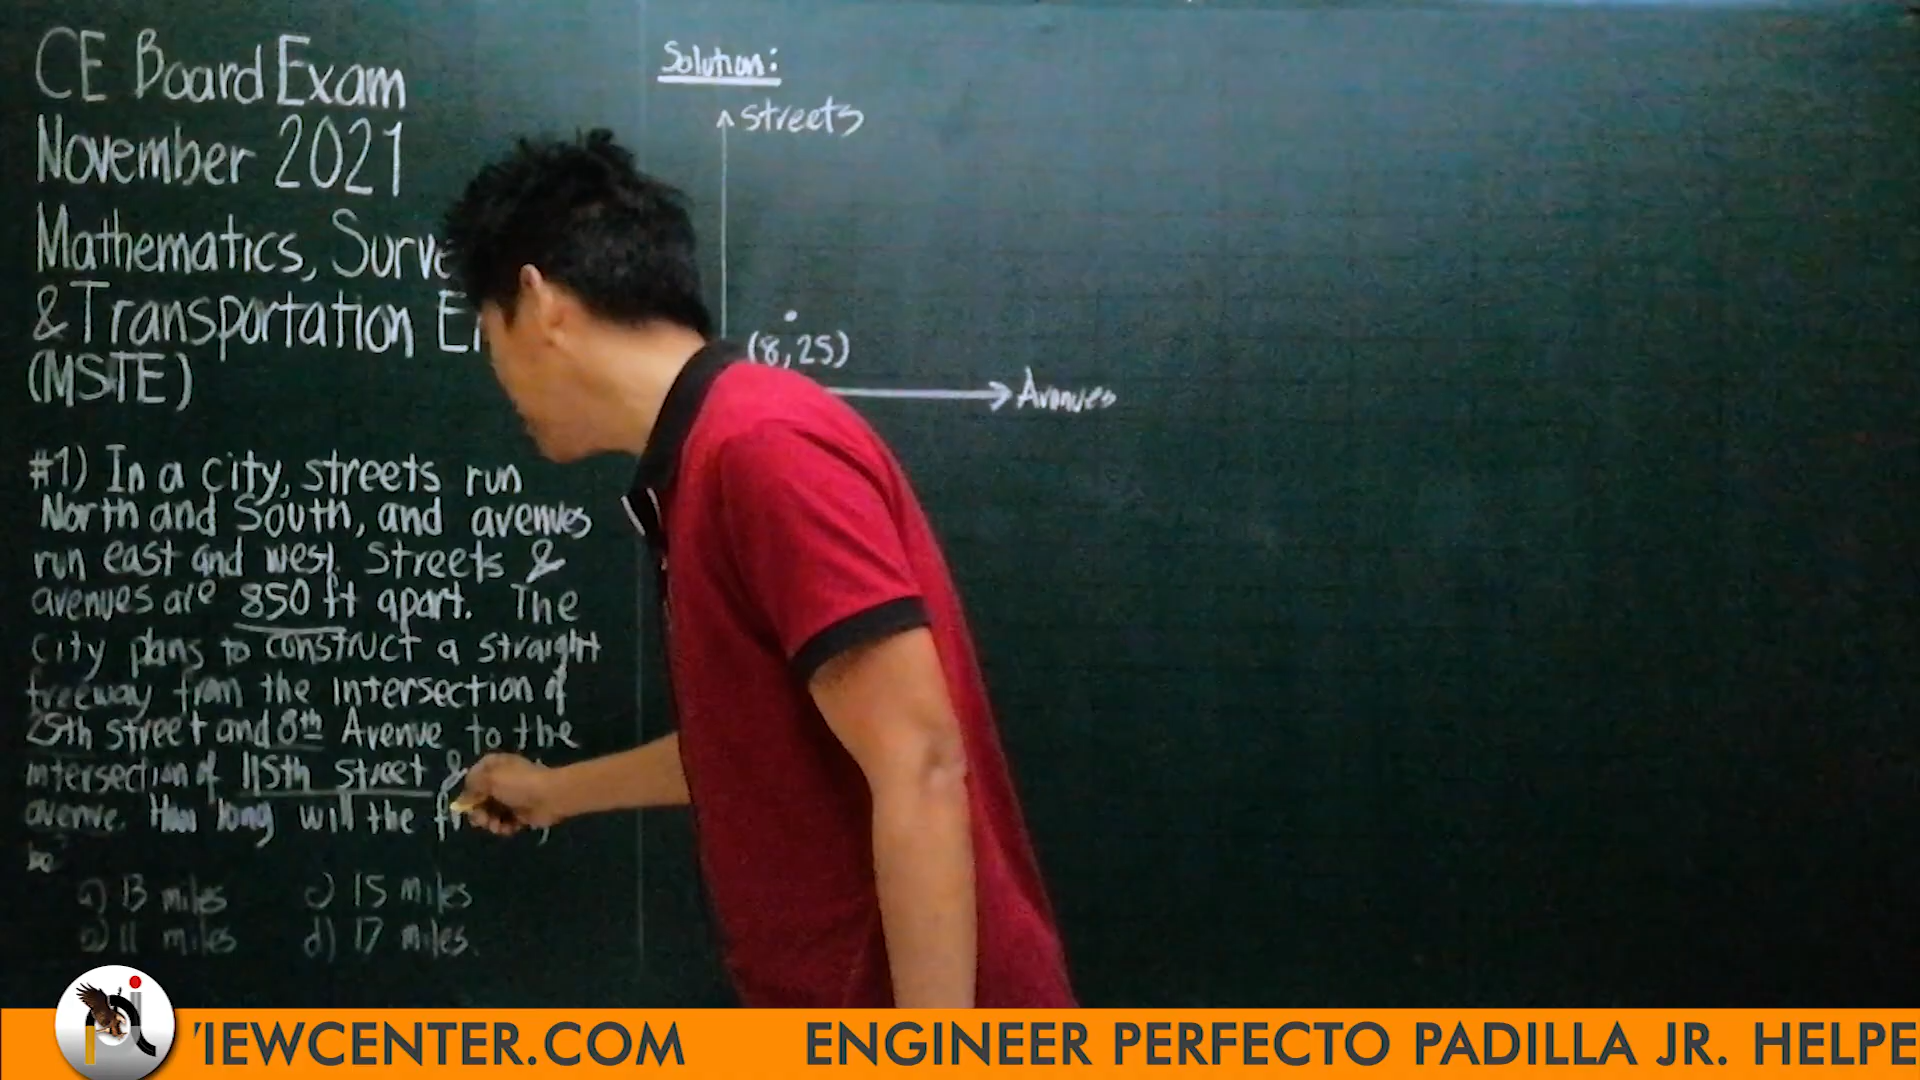 CE Board Exam
November 2021
Mathematics, Surve
& Transportation E
(MSTE)
#1) In a city, streets run
North and South, and avenues
run east and west. Streets &
avenues are 850 ft apart. The
city plans to construct a straight
freeway from the intersection of
25th street and 8th Avenue to the
intersection of 115th street &
avenue. How long will the
be
a) 13 miles c) 15 miles
11 miles d) 17 miles.
Solution:
streets
(8,25)
Avenues
IEWCENTER.COM ENGINEER PERFECTO PADILLA JR. HELPE